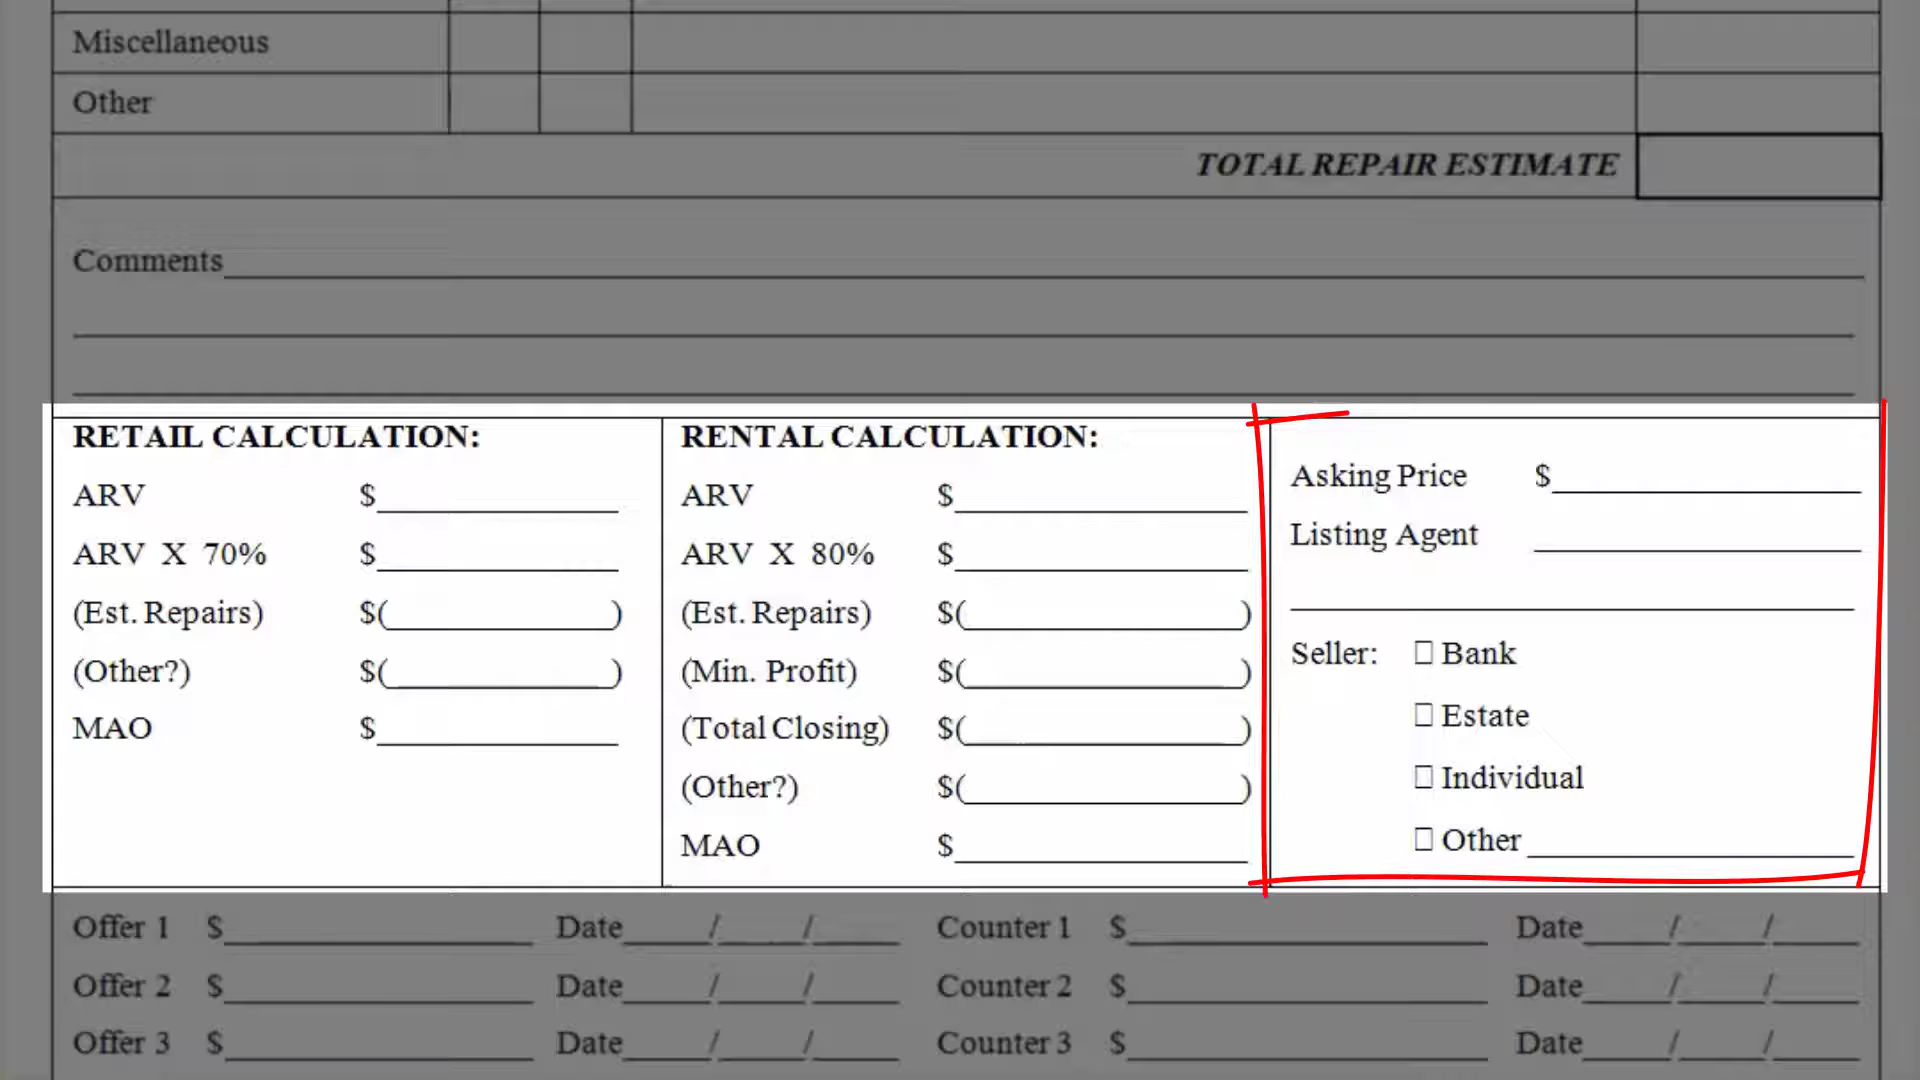 Miscellaneous
Other
TOTAL REPAIR ESTIMATE
Comments
RETAIL CALCULATION:
ARV $
ARV X 70% $
(Est. Repairs) $( )
(Other?) $( )
MAO $
RENTAL CALCULATION:
ARV $
ARV X 80% $
(Est. Repairs) $( )
(Min. Profit) $( )
(Total Closing) $( )
(Other?) $( )
MAO $
Asking Price $
Listing Agent
Seller: □ Bank
□ Estate
□ Individual
□ Other
Offer 1 $ Date / / Counter 1 $ Date / /
Offer 2 $ Date / / Counter 2 $ Date / /
Offer 3 $ Date / / Counter 3 $ Date / /